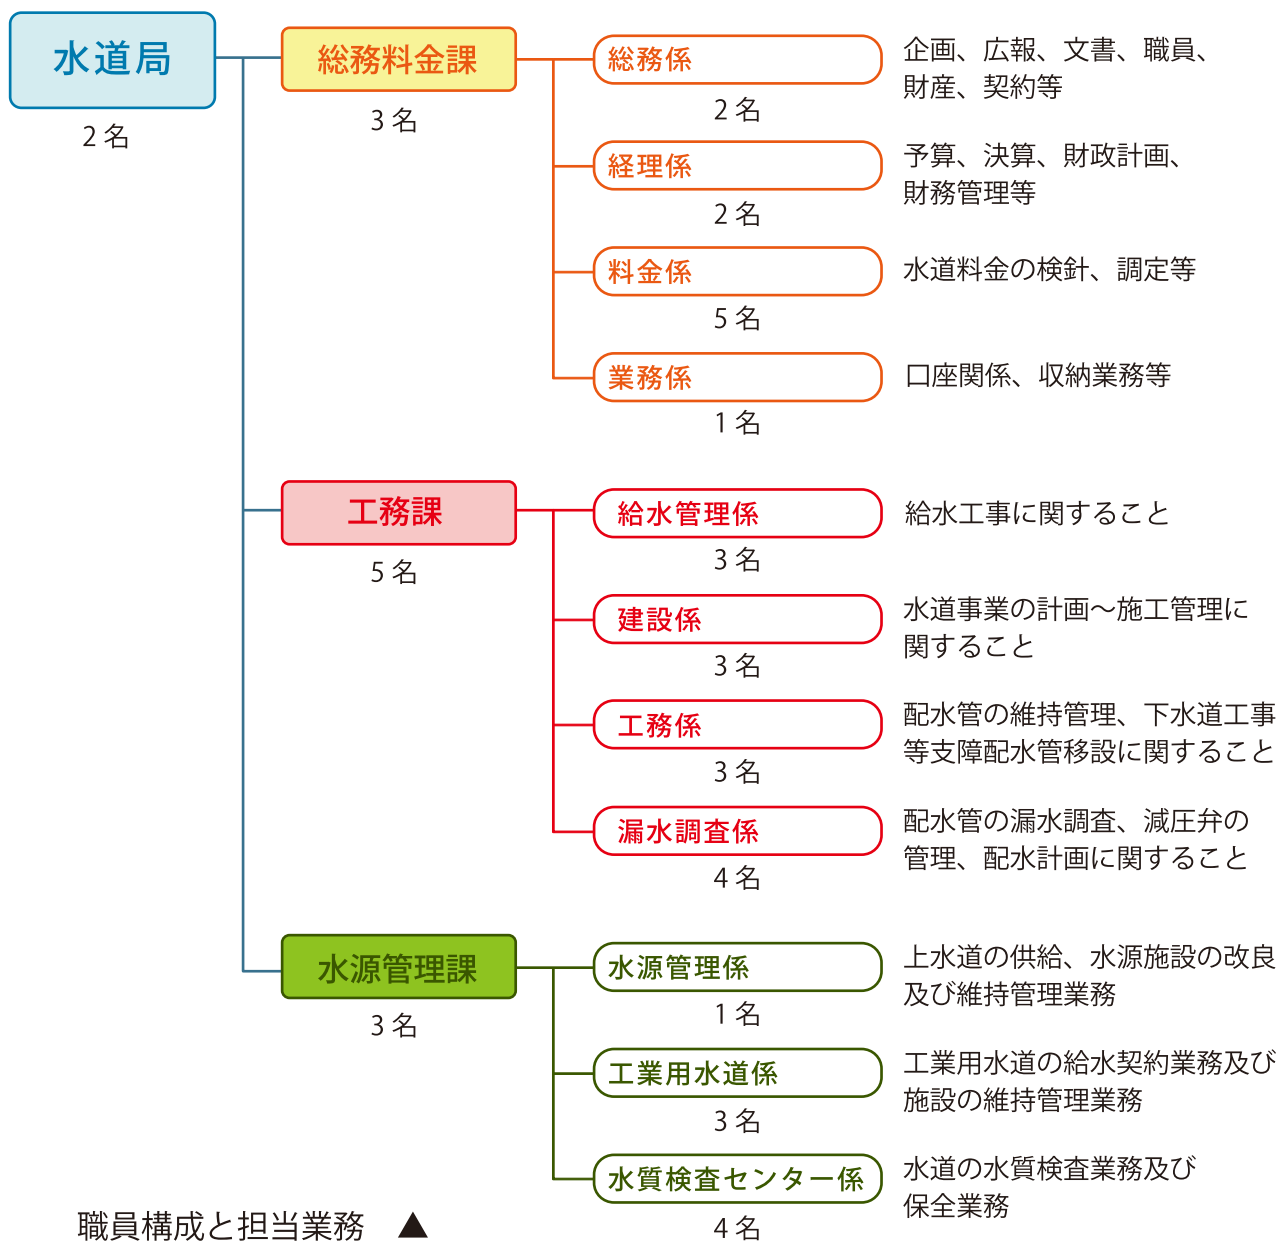 水道局
2 名
総務料金課
3 名
総務係
2 名
企画、広報、文書、職員、
財産、契約等
経理係
2 名
予算、決算、財政計画、
財務管理等
料金係
5 名
水道料金の検針、調定等
業務係
1 名
口座関係、収納業務等
工務課
5 名
給水管理係
3 名
給水工事に関すること
建設係
3 名
水道事業の計画～施工管理に
関すること
工務係
3 名
配水管の維持管理、下水道工事
等支障配水管移設に関すること
漏水調査係
4 名
配水管の漏水調査、減圧弁の
管理、配水計画に関すること
水源管理課
3 名
水源管理係
1 名
上水道の供給、水源施設の改良
及び維持管理業務
工業用水道係
3 名
工業用水道の給水契約業務及び
施設の維持管理業務
水質検査センター係
4 名
水道の水質検査業務及び
保全業務
職員構成と担当業務 ▲